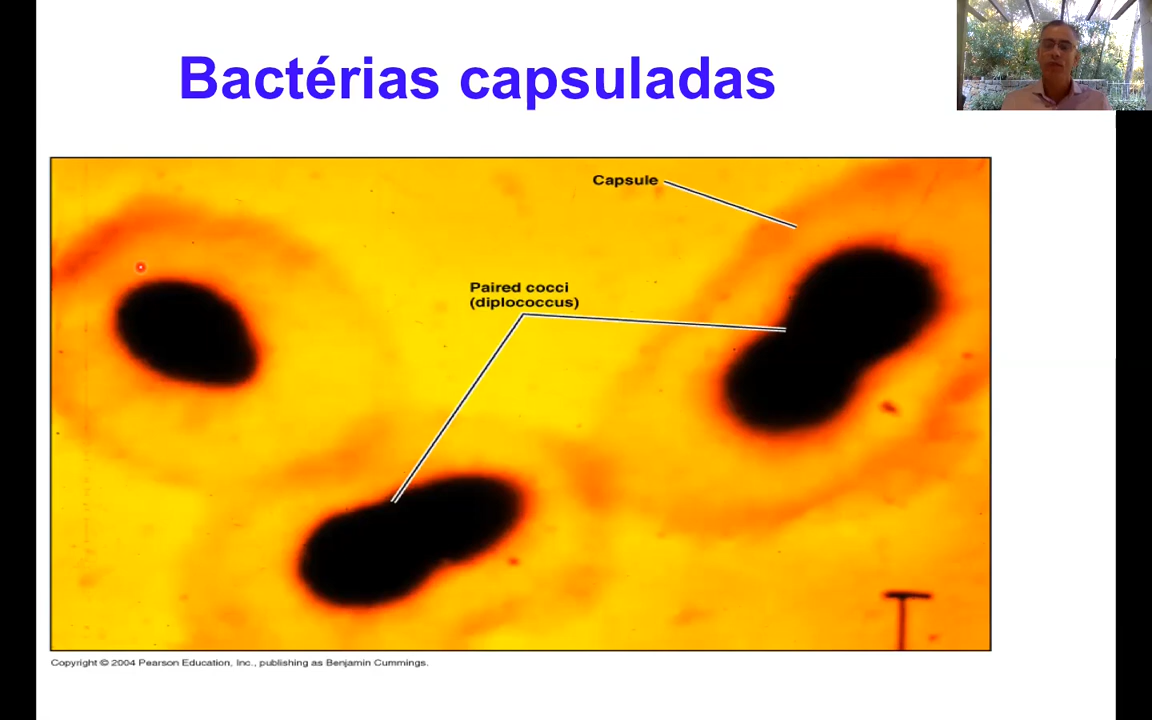 Bactérias capsuladas
Capsule
Paired cocci
(diplococcus)
Copyright © 2004 Pearson Education, Inc., publishing as Benjamin Cummings.